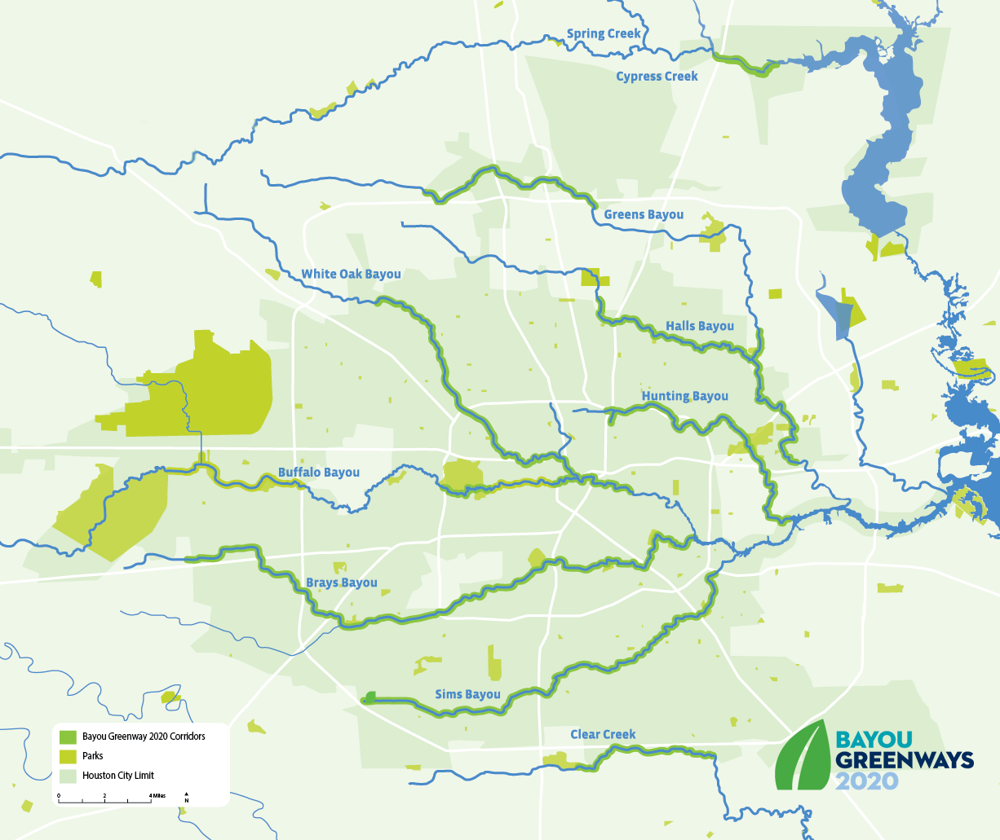 Spring Creek
Cypress Creek
Greens Bayou
White Oak Bayou
Halls Bayou
Hunting Bayou
Buffalo Bayou
Brays Bayou
Sims Bayou
Clear Creek
Bayou Greenway 2020 Corridors
Parks
Houston City Limit
0 2 4 Miles
N
BAYOU
GREENWAYS
2020